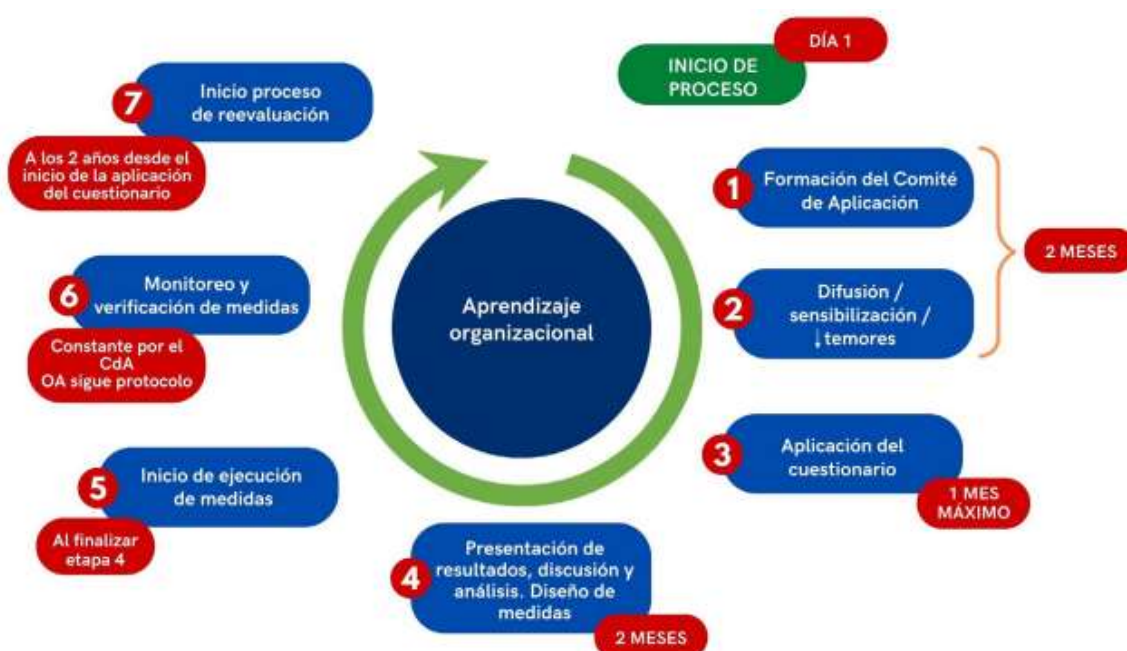 DÍA 1
INICIO DE
PROCESO
1
Formación del Comité
de Aplicación
2
Difusión /
sensibilización /
↓temores
2 MESES
3
Aplicación del
cuestionario
1 MES
MÁXIMO
4
Presentación de
resultados, discusión y
análisis. Diseño de
medidas
2 MESES
5
Inicio de ejecución
de medidas
Al finalizar
etapa 4
6
Monitoreo y
verificación de medidas
Constante por el
CdA
OA sigue protocolo
7
Inicio proceso
de reevaluación
A los 2 años desde el
inicio de la aplicación
del cuestionario
Aprendizaje
organizacional